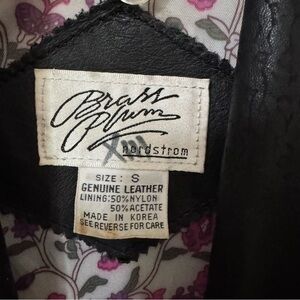 Brass
Plum
nordstrom
SIZE: S
GENUINE LEATHER
LINING:50%NYLON
50%ACETATE
MADE IN KOREA
SEE REVERSE FOR CARE